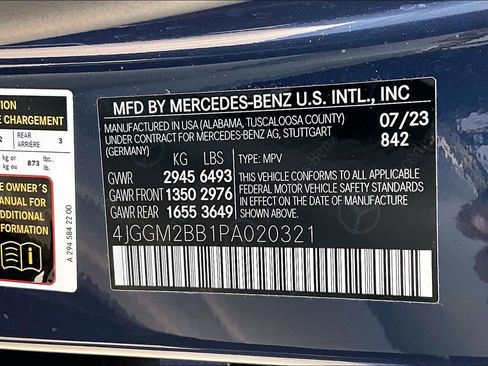 TION
E CHARGEMENT
2 REAR ARRIÈRE 3
kg or kg ou 873 lbs. lb.
E OWNER´S
MANUAL FOR
ADDITIONAL
FORMATION
A 294 584 22 00
MFD BY MERCEDES-BENZ U.S. INTL., INC
MANUFACTURED IN USA (ALABAMA, TUSCALOOSA COUNTY)
UNDER CONTRACT FOR MERCEDES-BENZ AG, STUTTGART
(GERMANY)
07/23
842
KG LBS
GVWR 2945 6493
GAWR FRONT 1350 2976
GAWR REAR 1655 3649
TYPE: MPV
THIS VEHICLE CONFORMS TO ALL APPLICABLE
FEDERAL MOTOR VEHICLE SAFETY STANDARDS
IN EFFECT ON THE DATE OF MANUFACTURE
SHOWN ABOVE.
4JGGM2BB1PA020321